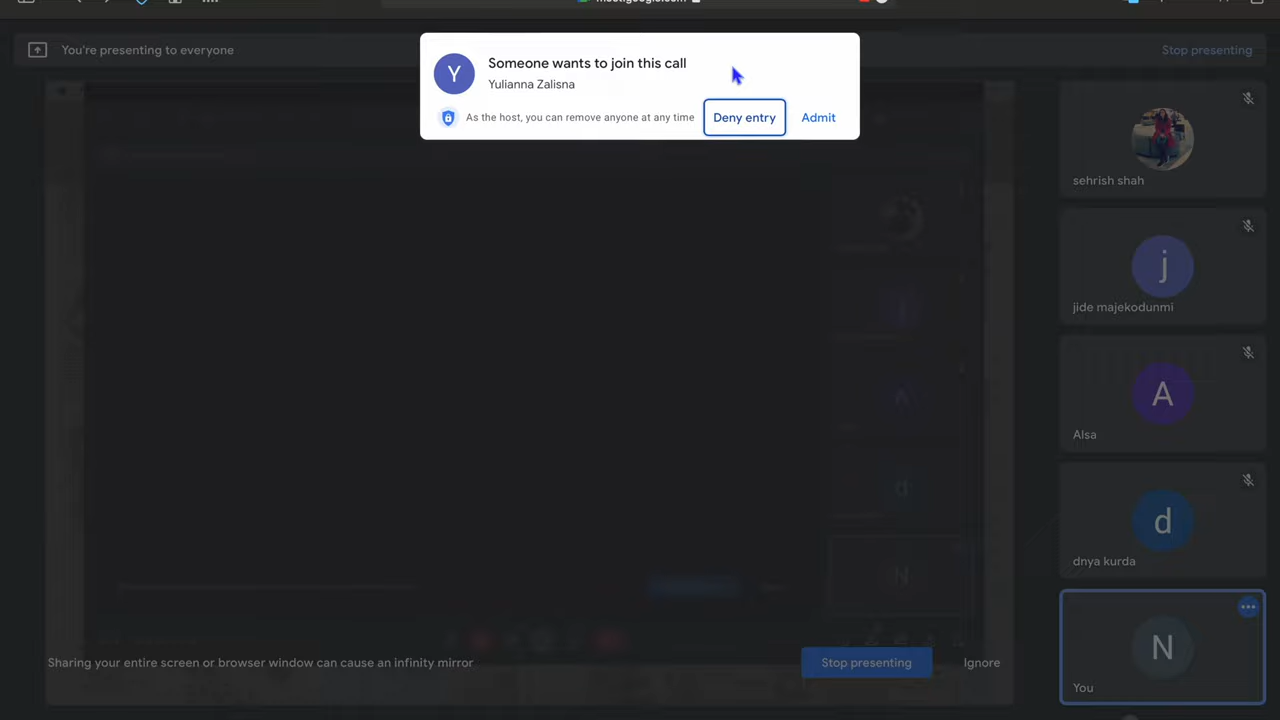 You're presenting to everyone
Stop presenting
Y
Someone wants to join this call
Yulianna Zalisna
As the host, you can remove anyone at any time
Deny entry
Admit
sehrish shah
j
jide majekodunmi
A
Alsa
d
dnya kurda
N
You
Sharing your entire screen or browser window can cause an infinity mirror
Stop presenting
Ignore